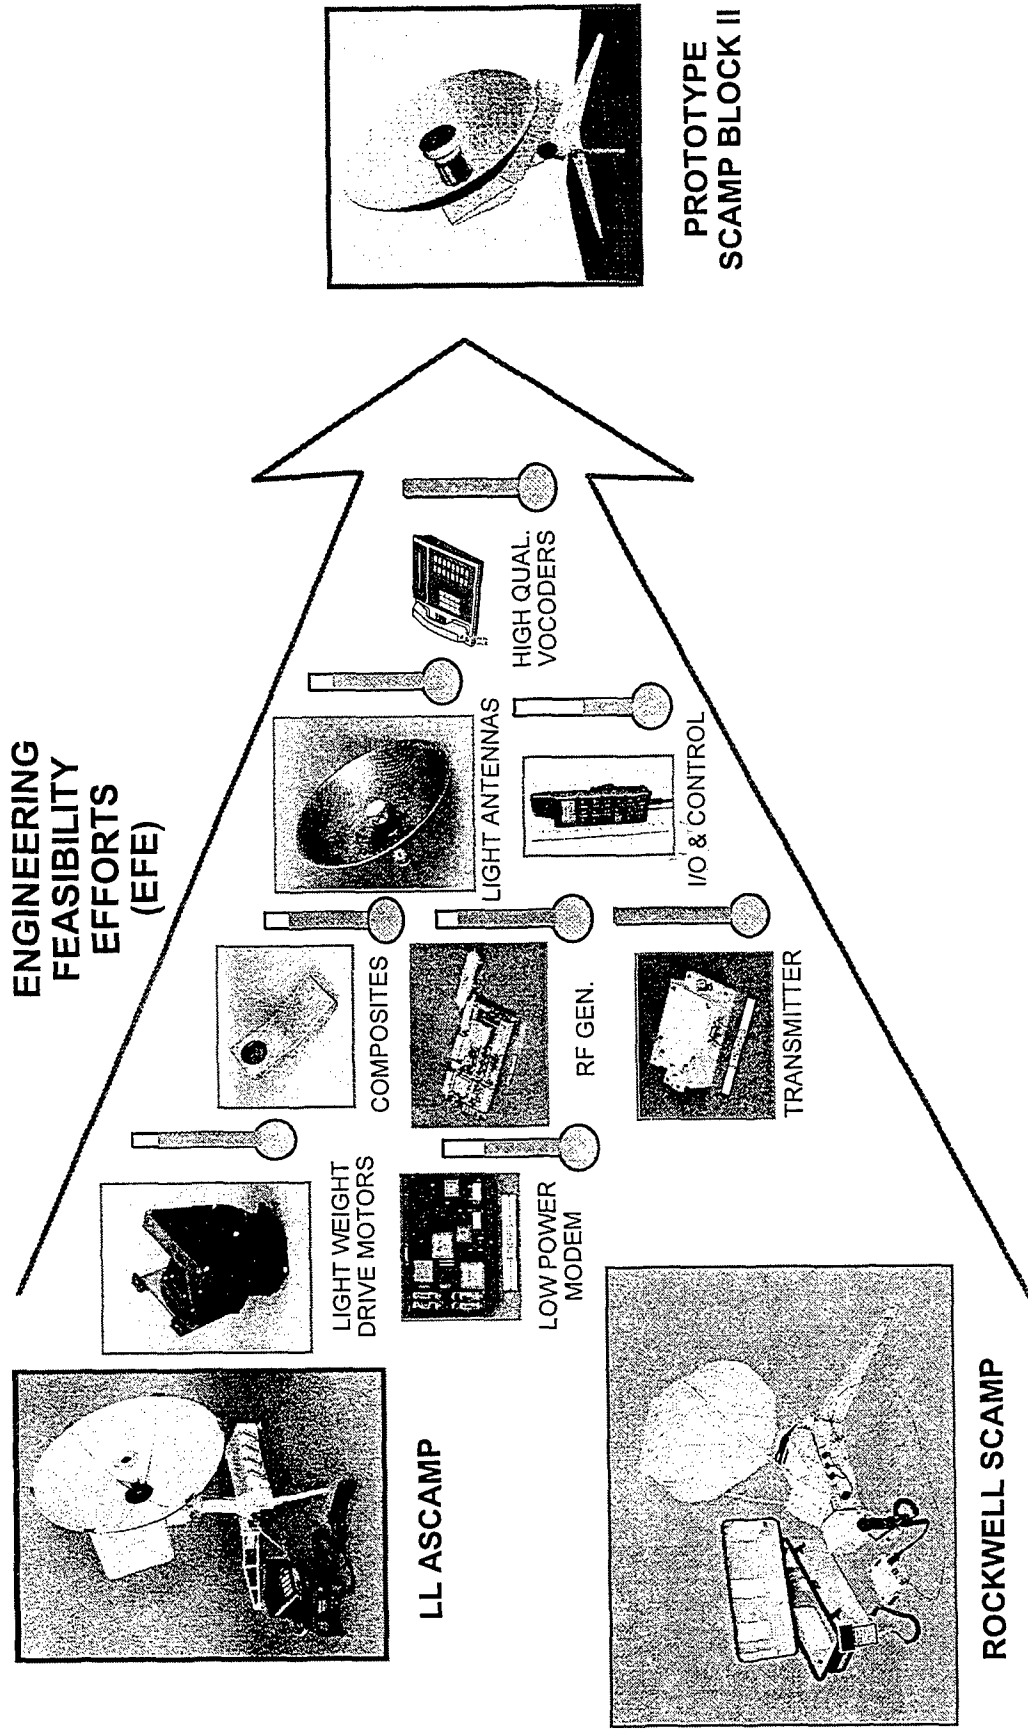 ENGINEERING
FEASIBILITY
EFFORTS
(EFE)
LL ASCAMP
ROCKWELL SCAMP
LIGHT WEIGHT
DRIVE MOTORS
LOW POWER
MODEM
COMPOSITES
RF GEN.
TRANSMITTER
LIGHT ANTENNAS
I/O & CONTROL
HIGH QUAL.
VOCODERS
PROTOTYPE
SCAMP BLOCK II